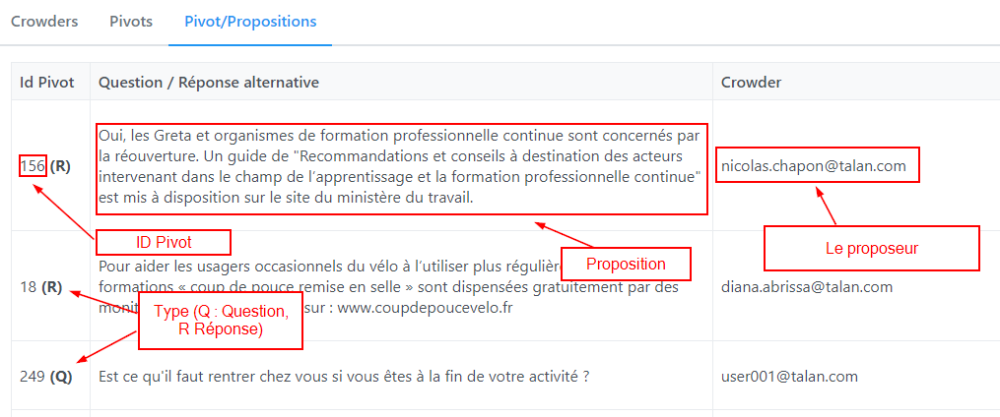 Crowders Pivots Pivot/Propositions
Id Pivot Question / Réponse alternative Crowder
Oui, les Greta et organismes de formation professionnelle continue sont concernés par
la réouverture. Un guide de "Recommandations et conseils à destination des acteurs
156 (R) intervenant dans le champ de l’apprentissage et la formation professionnelle continue" nicolas.chapon@talan.com
est mis à disposition sur le site du ministère du travail.
ID Pivot
Le proposeur
Pour aider les usagers occasionnels du vélo à l’utiliser plus réguliè
Proposition
18 (R) formations « coup de pouce remise en selle » sont dispensées gratuitement par des diana.abrissa@talan.com
monit sur : www.coupdepoucevelo.fr
Type (Q : Question,
R Réponse)
249 (Q) Est ce qu'il faut rentrer chez vous si vous êtes à la fin de votre activité ? user001@talan.com